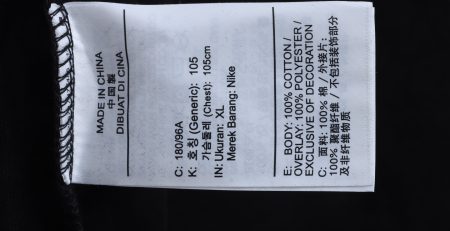 MADE IN CHINA
中国製
DIBUAT DI CINA
C: 180/96A
K: 호칭 (Generic): 105
가슴둘레 (Chest): 105cm
IN: Ukuran: XL
Merek Barang: Nike
E: BODY: 100% COTTON /
OVERLAY: 100% POLYESTER /
EXCLUSIVE OF DECORATION
C: 面料: 100% 棉 / 外接片:
100% 聚酯纤维 / 不包括装饰部分
及非纤维物质